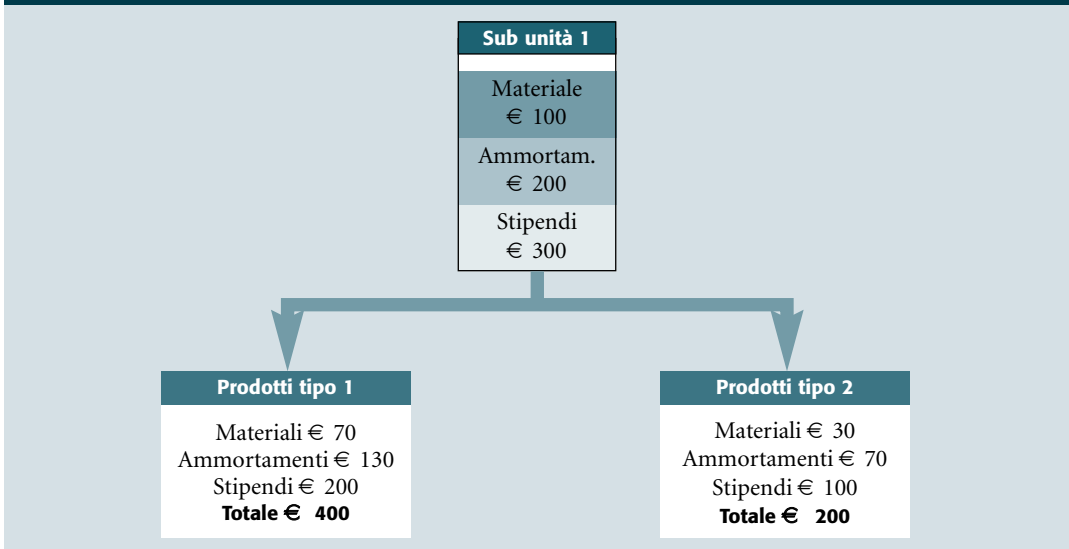 Sub unità 1
Materiale
€ 100
Ammortam.
€ 200
Stipendi
€ 300
Prodotti tipo 1
Materiali € 70
Ammortamenti € 130
Stipendi € 200
Totale € 400
Prodotti tipo 2
Materiali € 30
Ammortamenti € 70
Stipendi € 100
Totale € 200